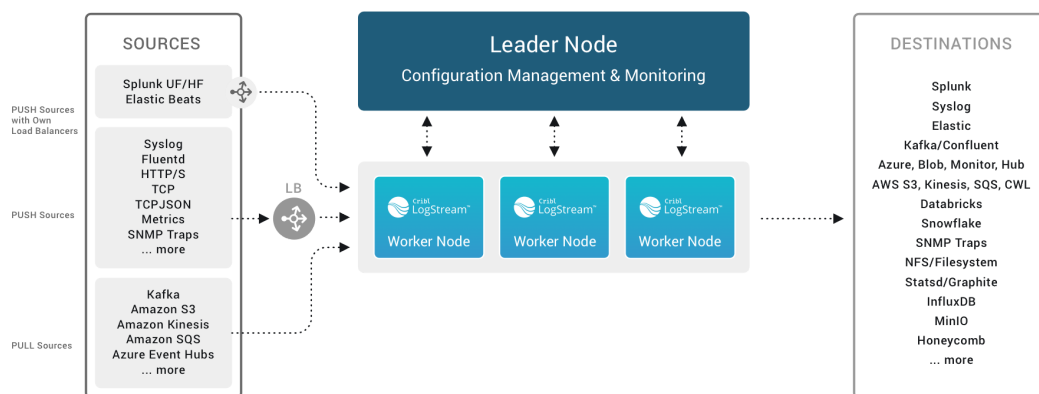 SOURCES
Splunk UF/HF
Elastic Beats
PUSH Sources
with Own
Load Balancers
Syslog
Fluentd
HTTP/S
TCP
TCPJSON
Metrics
SNMP Traps
... more
PUSH Sources
Kafka
Amazon S3
Amazon Kinesis
Amazon SQS
Azure Event Hubs
... more
PULL Sources
LB
Leader Node
Configuration Management & Monitoring
Cribl
LogStream™
Worker Node
Cribl
LogStream™
Worker Node
Cribl
LogStream™
Worker Node
DESTINATIONS
Splunk
Syslog
Elastic
Kafka/Confluent
Azure, Blob, Monitor, Hub
AWS S3, Kinesis, SQS, CWL
Databricks
Snowflake
SNMP Traps
NFS/Filesystem
Statsd/Graphite
InfluxDB
MinIO
Honeycomb
... more